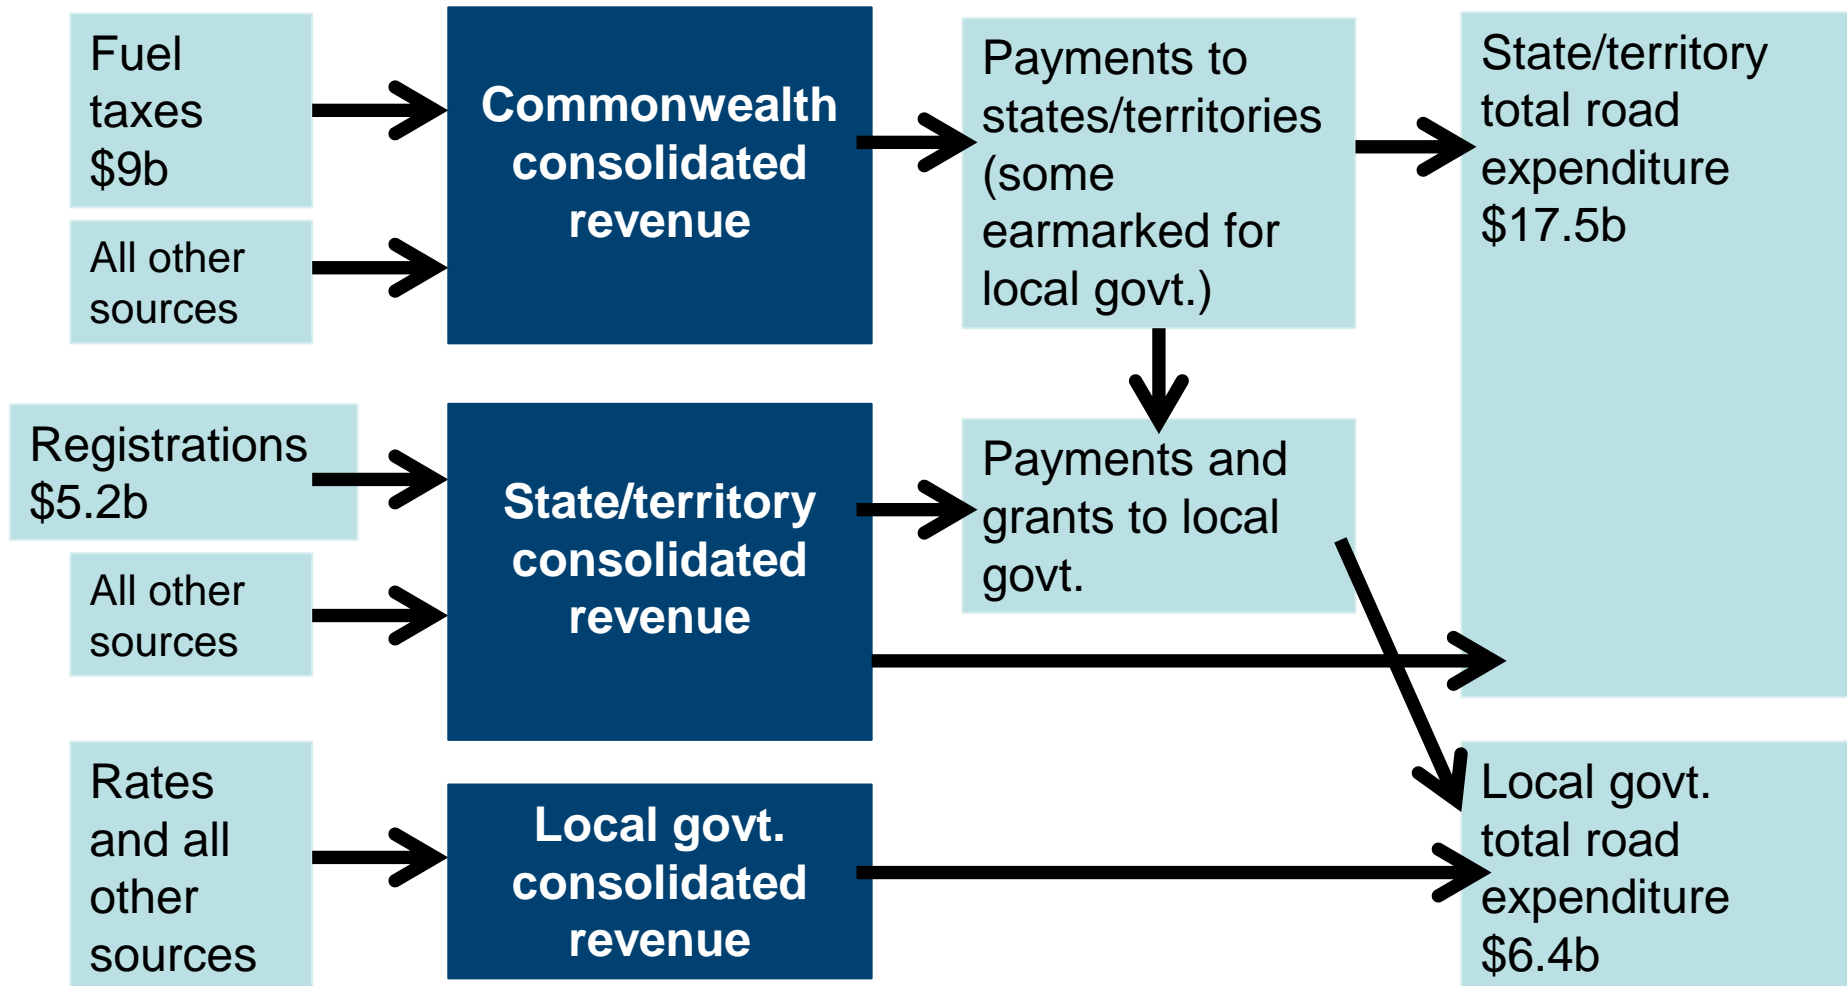 Fuel
taxes
$9b
All other
sources
Commonwealth
consolidated
revenue
Payments to
states/territories
(some
earmarked for
local govt.)
State/territory
total road
expenditure
$17.5b
Registrations
$5.2b
All other
sources
State/territory
consolidated
revenue
Payments and
grants to local
govt.
Rates
and all
other
sources
Local govt.
consolidated
revenue
Local govt.
total road
expenditure
$6.4b